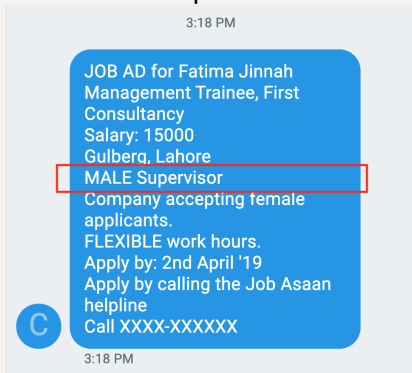 3:18 PM
JOB AD for Fatima Jinnah
Management Trainee, First
Consultancy
Salary: 15000
Gulberg, Lahore
MALE Supervisor
Company accepting female
applicants.
FLEXIBLE work hours.
Apply by: 2nd April '19
Apply by calling the Job Asaan
helpline
Call XXXX-XXXXXX
C
3:18 PM